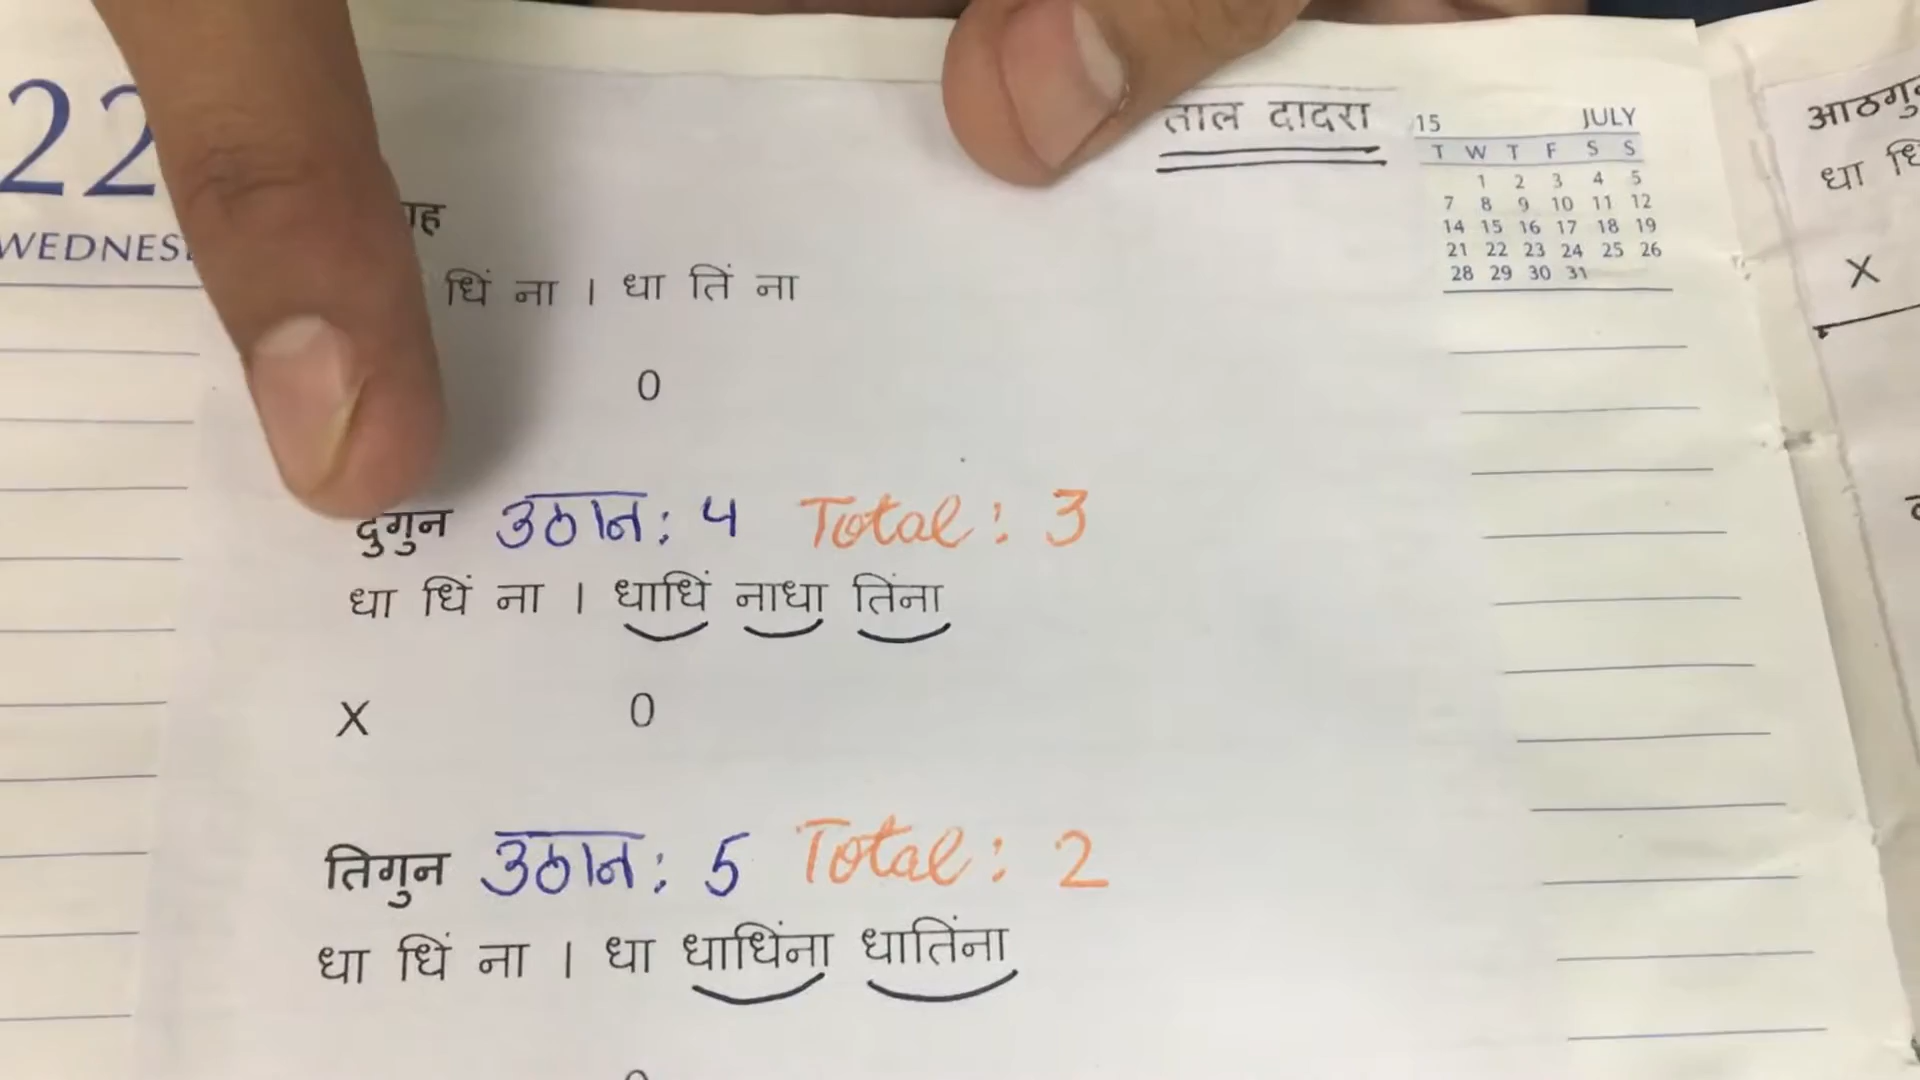 22
ताल दादरा
15 JULY
T W T F S S
1 2 3 4 5
7 8 9 10 11 12
14 15 16 17 18 19
21 22 23 24 25 26
28 29 30 31
धिं ना । धा तिं ना
0
दुगुन उठान: 4 Total: 3
धा धिं ना । धाधिं नाधा तिंना
X 0
तिगुन उठान: 5 Total: 2
धा धिं ना । धा धाधिंना धातिंना
धा
X